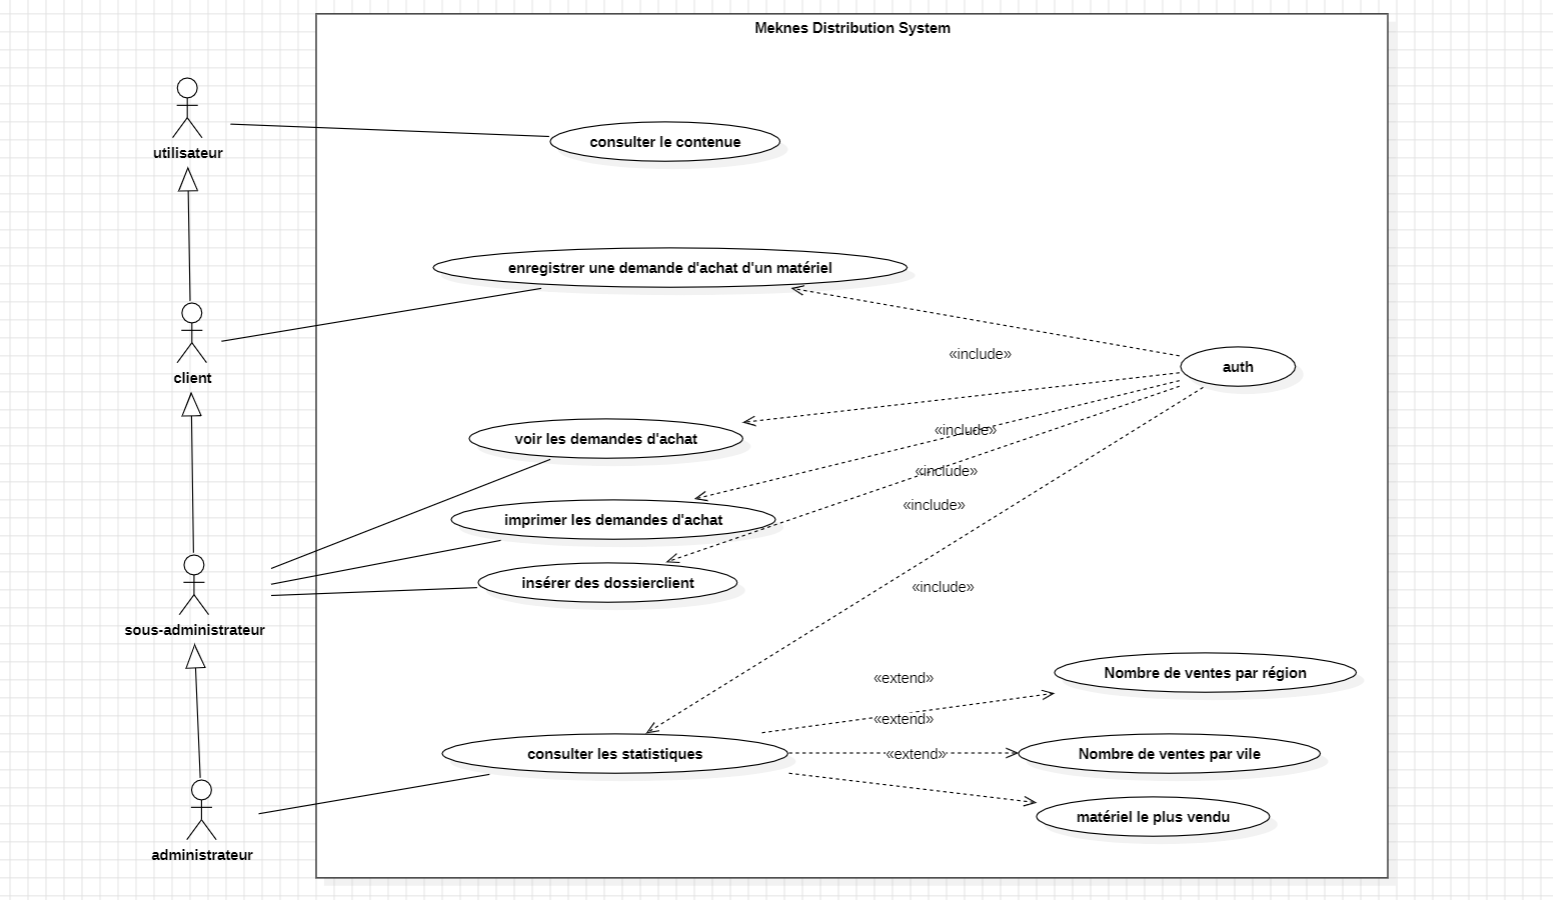 Meknes Distribution System
utilisateur
consulter le contenue
enregistrer une demande d'achat d'un matériel
client
«include»
auth
voir les demandes d'achat
«include»
«include»
imprimer les demandes d'achat
«include»
insérer des dossierclient
«include»
sous-administrateur
«extend»
Nombre de ventes par région
«extend»
consulter les statistiques
«extend»
Nombre de ventes par vile
matériel le plus vendu
administrateur